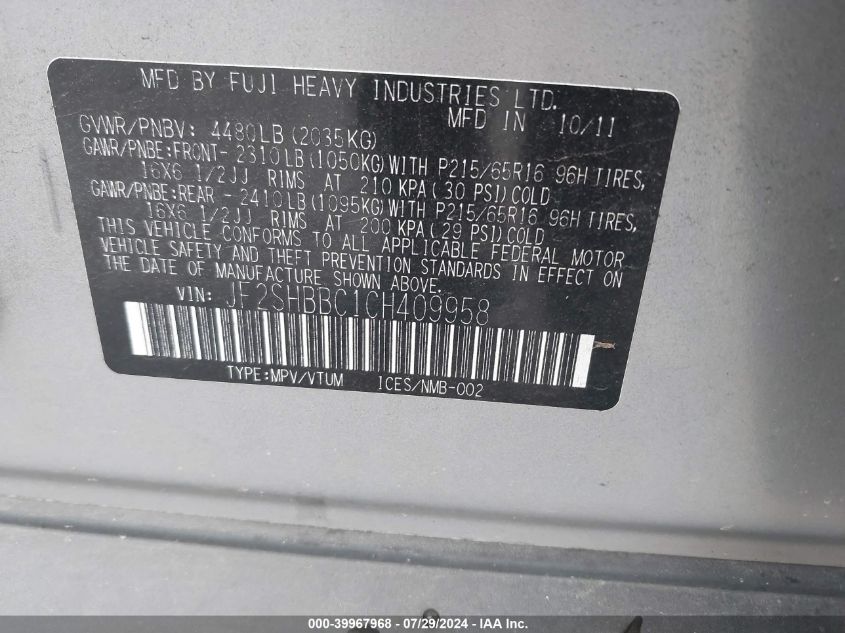 MFD BY FUJI HEAVY INDUSTRIES LTD.
MFD IN 10/11
GVWR/PNBV: 4480LB (2035KG)
GAWR/PNBE:FRONT- 2310LB (1050KG)WITH P215/65R16 96H TIRES,
16X6 1/2JJ RIMS AT 210 KPA (30 PSI)COLD
GAWR/PNBE:REAR - 2410LB (1095KG)WITH P215/65R16 96H TIRES,
16X6 1/2JJ RIMS AT 200 KPA (29 PSI)COLD
THIS VEHICLE CONFORMS TO ALL APPLICABLE FEDERAL MOTOR
VEHICLE SAFETY AND THEFT PREVENTION STANDARDS IN EFFECT ON
THE DATE OF MANUFACTURE SHOWN ABOVE.
VIN: JF2SHBBC1CH409958
TYPE:MPV/VTUM ICES/NMB-002
000-39967968 - 07/29/2024 - IAA Inc.